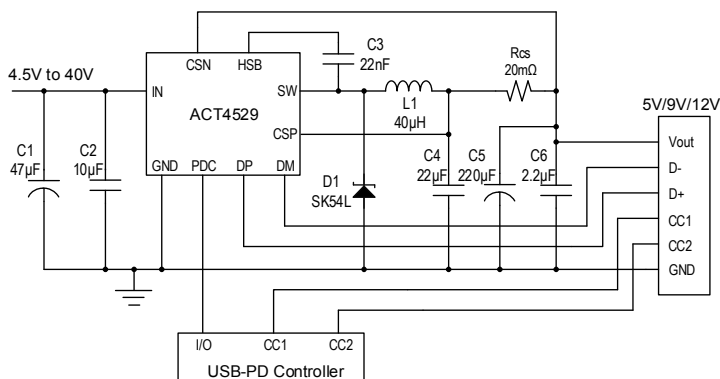 4.5V to 40V
CSN
HSB
C3
22nF
Rcs
20mΩ
5V/9V/12V
IN
SW
ACT4529
L1
40μH
CSP
C1
47μF
C2
10μF
GND
PDC
DP
DM
C4
22μF
C5
220μF
C6
2.2μF
D1
SK54L
Vout
D-
D+
CC1
CC2
GND
I/O
CC1
CC2
USB-PD Controller